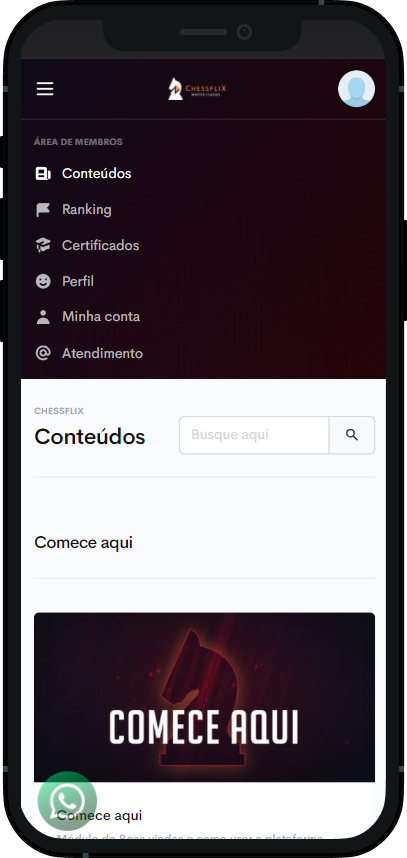 CHESSFLIX
MASTER CLASSES
ÁREA DE MEMBROS
Conteúdos
Ranking
Certificados
Perfil
Minha conta
Atendimento
CHESSFLIX
Conteúdos
Busque aqui
Comece aqui
COMECE AQUI
Comece aqui
Módulo de Boas vindas e como usar a plataforma